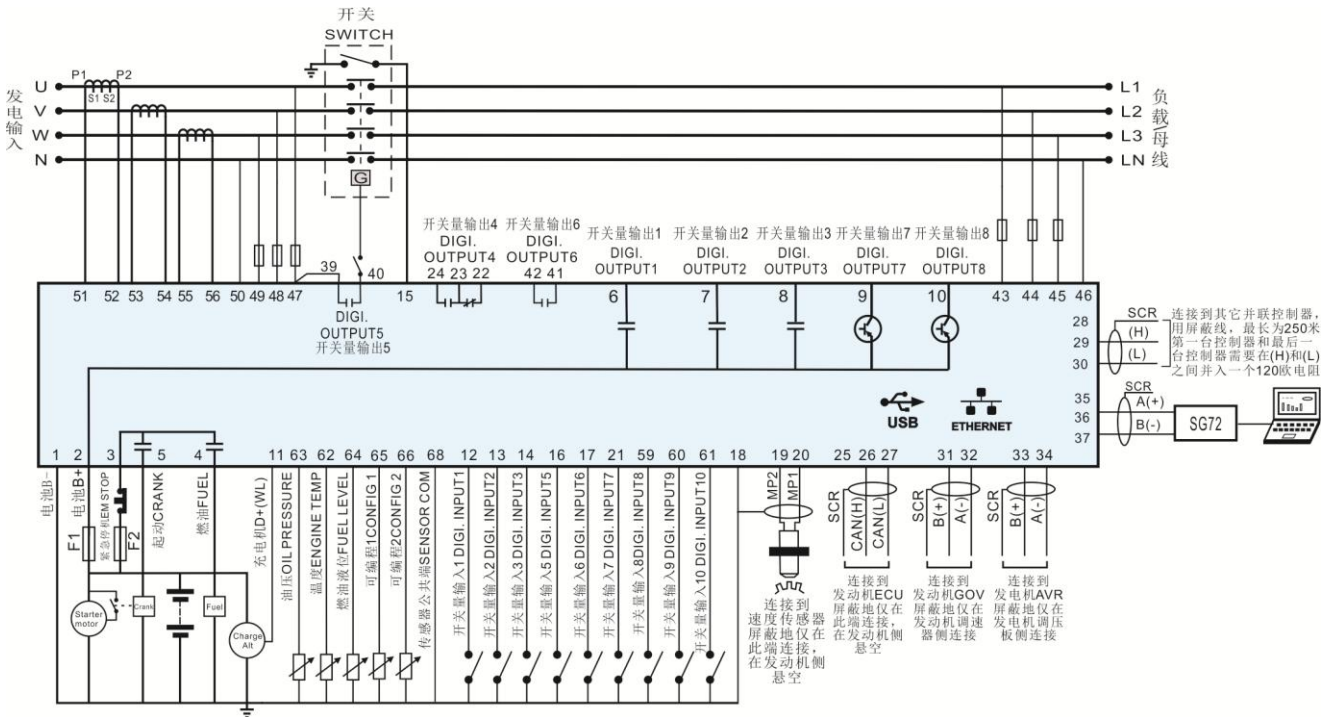 开关
SWITCH
P1 P2
S1 S2
发电输入
U
V
W
N
G
L1
L2
L3
LN
负载/母线
39
40
开关量输出4
DIGI.
OUTPUT4
24 23 22
开关量输出6
DIGI.
OUTPUT6
42 41
开关量输出1
DIGI.
OUTPUT1
开关量输出2
DIGI.
OUTPUT2
开关量输出3
DIGI.
OUTPUT3
开关量输出7
DIGI.
OUTPUT7
开关量输出8
DIGI.
OUTPUT8
51 52 53 54 55 56 50 49 48 47
15
6 7 8 9 10
43 44 45 46
DIGI.
OUTPUT5
开关量输出5
28
29
30
SCR
(H)
(L)
连接到其它并联控制器，
用屏蔽线，最长为250米
第一台控制器和最后一
台控制器需要在(H)和(L)
之间并入一个120欧电阻
35
36
37
SCR
A(+)
B(-)
SG72
USB
ETHERNET
1 2 3 5 4 11 63 62 64 65 66 68 12 13 14 16 17 21 59 60 61 18 19 20 25 26 27 31 32 33 34
电池B-
电池B+
紧急停机EM STOP
起动CRANK
燃油FUEL
充电机D+(WL)
油压OIL PRESSURE
温度ENGINE TEMP
燃油液位FUEL LEVEL
可编程1CONFIG 1
可编程2CONFIG 2
传感器公共端SENSOR COM
开关量输入1 DIGI. INPUT1
开关量输入2 DIGI. INPUT2
开关量输入3 DIGI. INPUT3
开关量输入5 DIGI. INPUT5
开关量输入6 DIGI. INPUT6
开关量输入7 DIGI. INPUT7
开关量输入8DIGI. INPUT8
开关量输入9 DIGI. INPUT9
开关量输入10 DIGI. INPUT10
MP2
MP1
SCR
CAN(H)
CAN(L)
SCR
B(+)
A(-)
SCR
B(+)
A(-)
F1
F2
Starter
motor
Crank
Fuel
Charge
Alt
连接到
速度传感器
屏蔽地仅在
此端连接，
在发动机侧
悬空
连接到
发动机ECU
屏蔽地仅在
此端连接，
在发动机侧
悬空
连接到
发动机GOV
屏蔽地仅在
发动机调速
器侧连接
连接到
发电机AVR
屏蔽地仅在
发电机调压
板侧连接